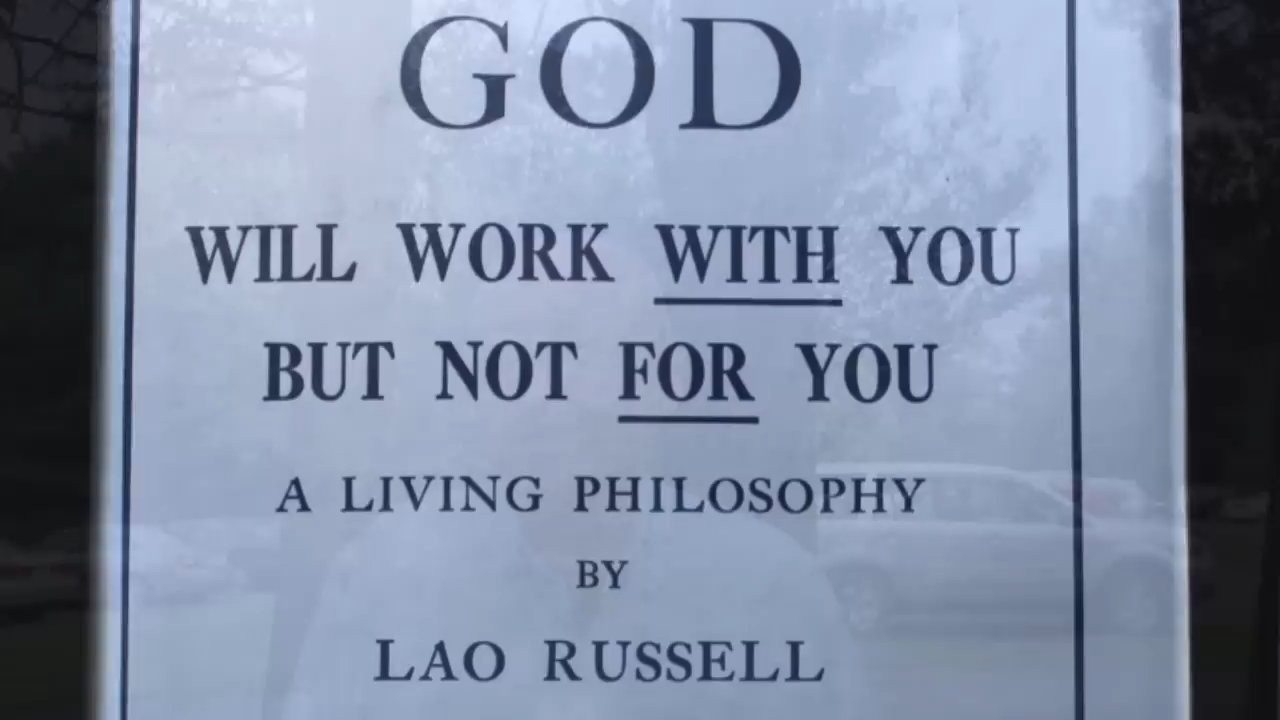 GOD
WILL WORK WITH YOU
BUT NOT FOR YOU
A LIVING PHILOSOPHY
BY
LAO RUSSELL